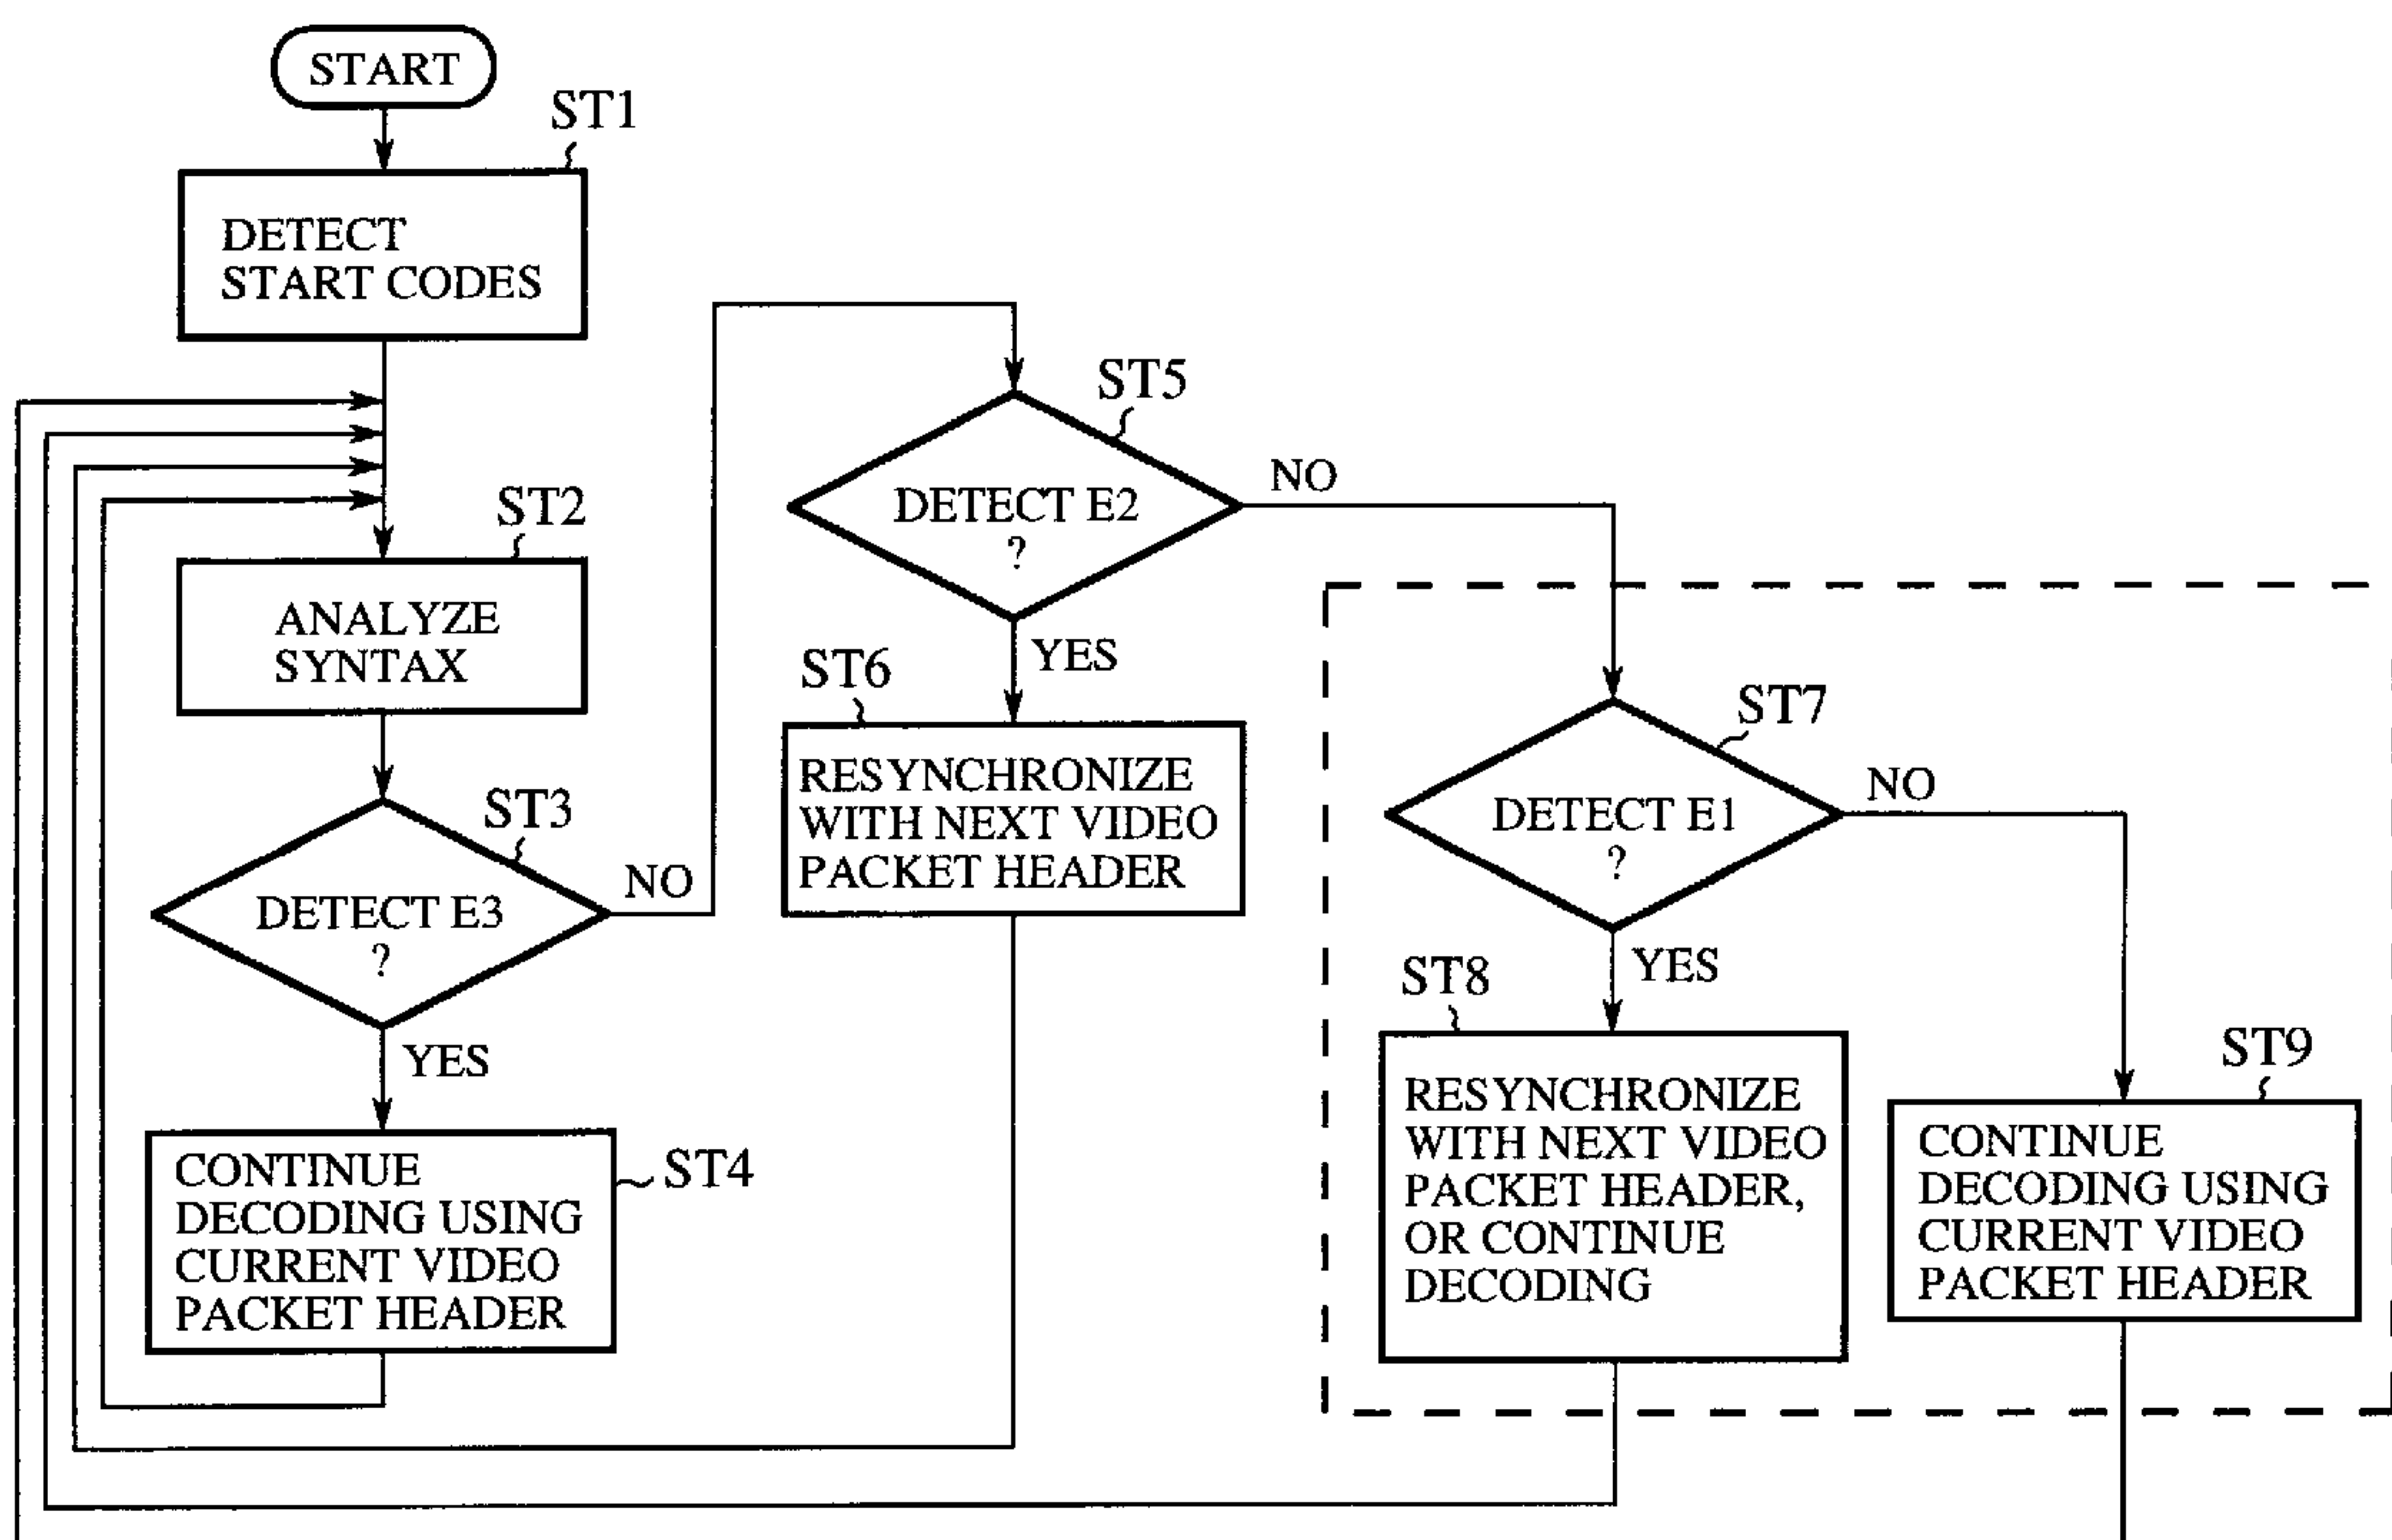 START
ST1
DETECT
START CODES
ST2
ANALYZE
SYNTAX
ST3
DETECT E3
?
NO
YES
ST4
CONTINUE
DECODING USING
CURRENT VIDEO
PACKET HEADER
ST5
DETECT E2
?
NO
YES
ST6
RESYNCHRONIZE
WITH NEXT VIDEO
PACKET HEADER
ST7
DETECT E1
?
NO
YES
ST8
RESYNCHRONIZE
WITH NEXT VIDEO
PACKET HEADER,
OR CONTINUE
DECODING
ST9
CONTINUE
DECODING USING
CURRENT VIDEO
PACKET HEADER